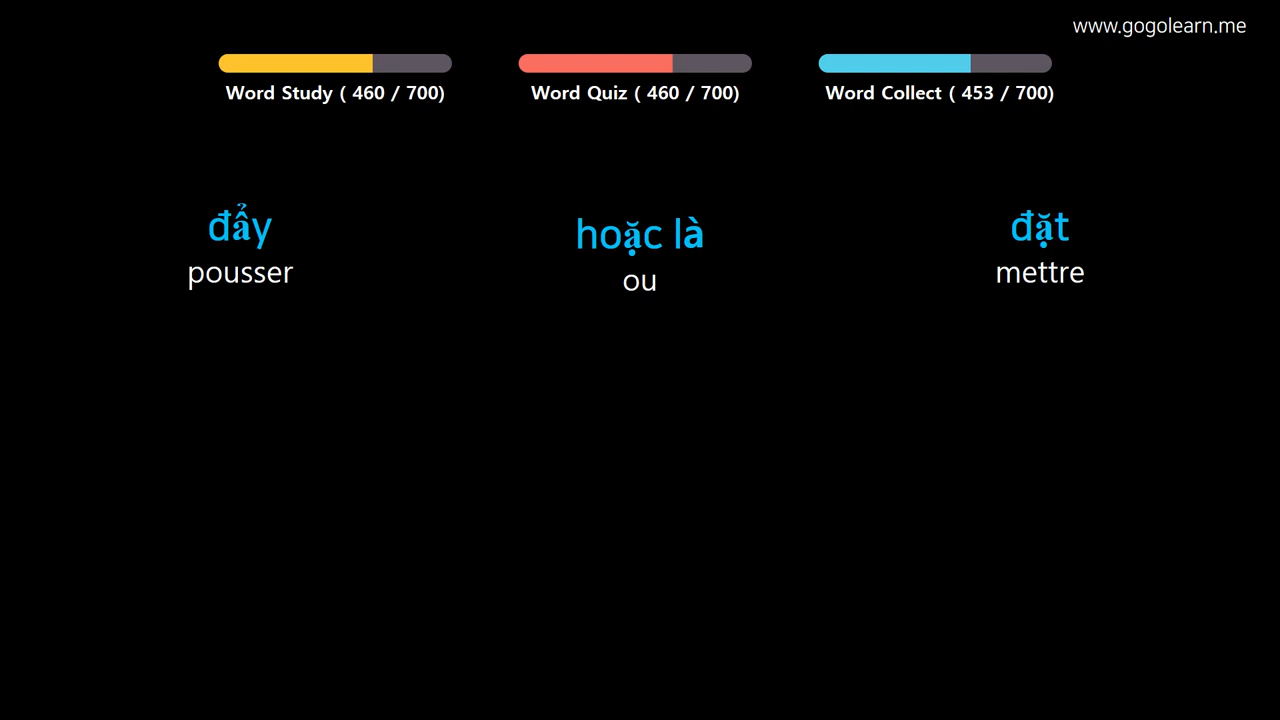 www.gogolearn.me
Word Study ( 460 / 700)
Word Quiz ( 460 / 700)
Word Collect ( 453 / 700)
đẩy
pousser
hoặc là
ou
đặt
mettre